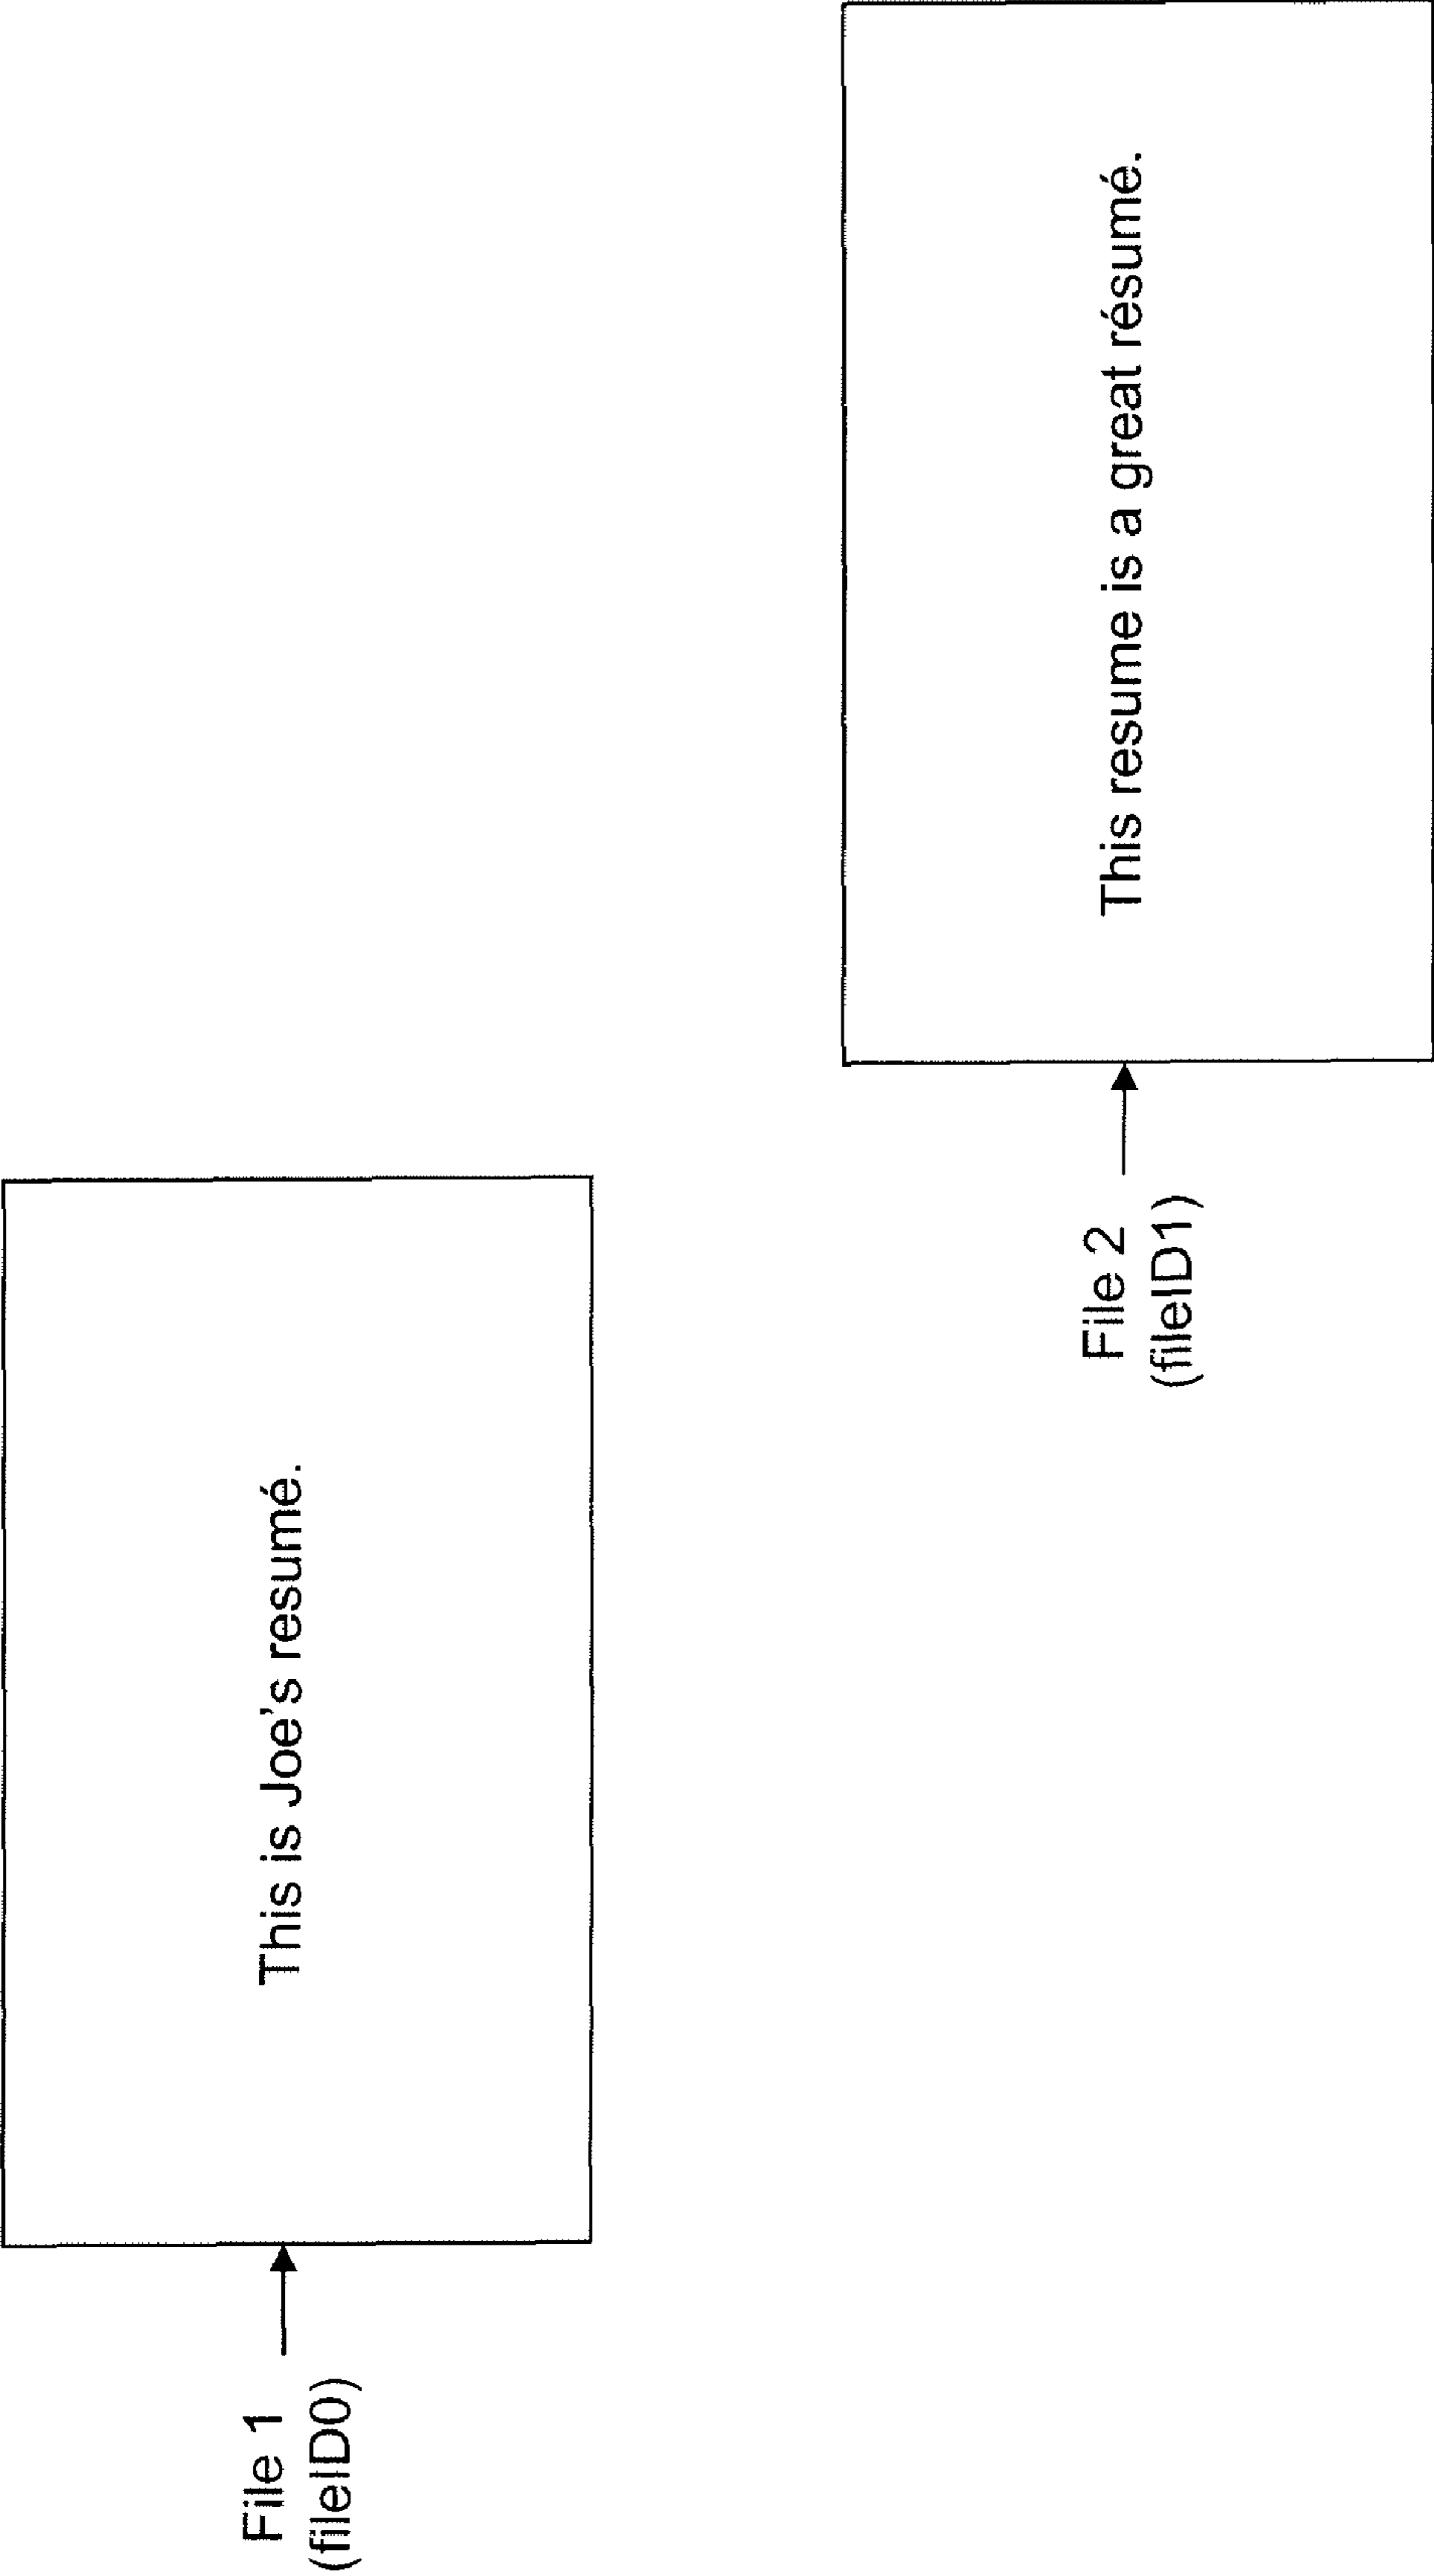 File 1
(fileID0)
This is Joe's resumé.
File 2
(fileID1)
This resume is a great résumé.